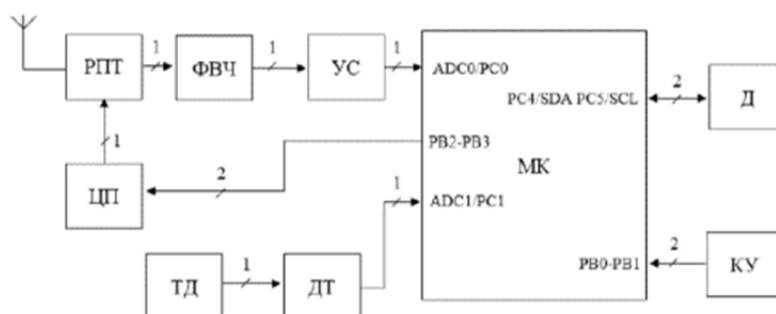 РПТ
1
ФВЧ
1
УС
1
ADC0/PC0
PC4/SDA PC5/SCL
2
Д
1
ЦП
2
PB2-PB3
МК
1
ADC1/PC1
ТД
1
ДТ
PB0-PB1
2
КУ